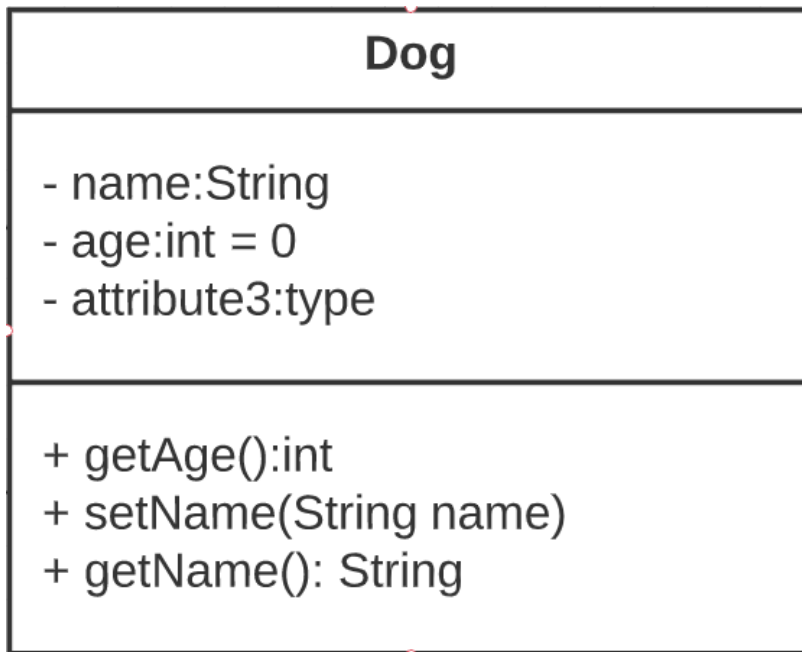 Dog
- name:String
- age:int = 0
- attribute3:type
+ getAge():int
+ setName(String name)
+ getName(): String